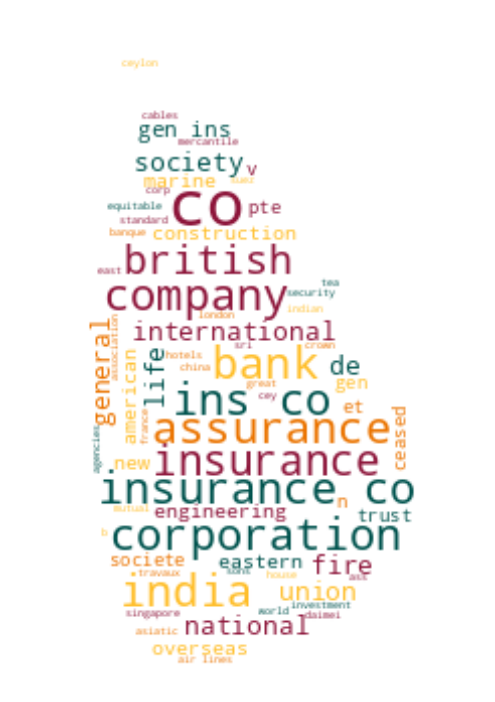 ceylon
cables
gen ins
mercantile
society v
marine suez
corp
equitable co pte
standard
banque construction
east british
tea
company security
indian
london
international
general association
sri crown
hotels bank de
china
american life great gen
cey
ins co et
france assurance ceased
agencies new insurance
insurance co n
mutual engineering trust
b corporation
societe eastern fire
travaux sons house ass
india union
world investment
singapore daimei
asiatic national
overseas
air lines